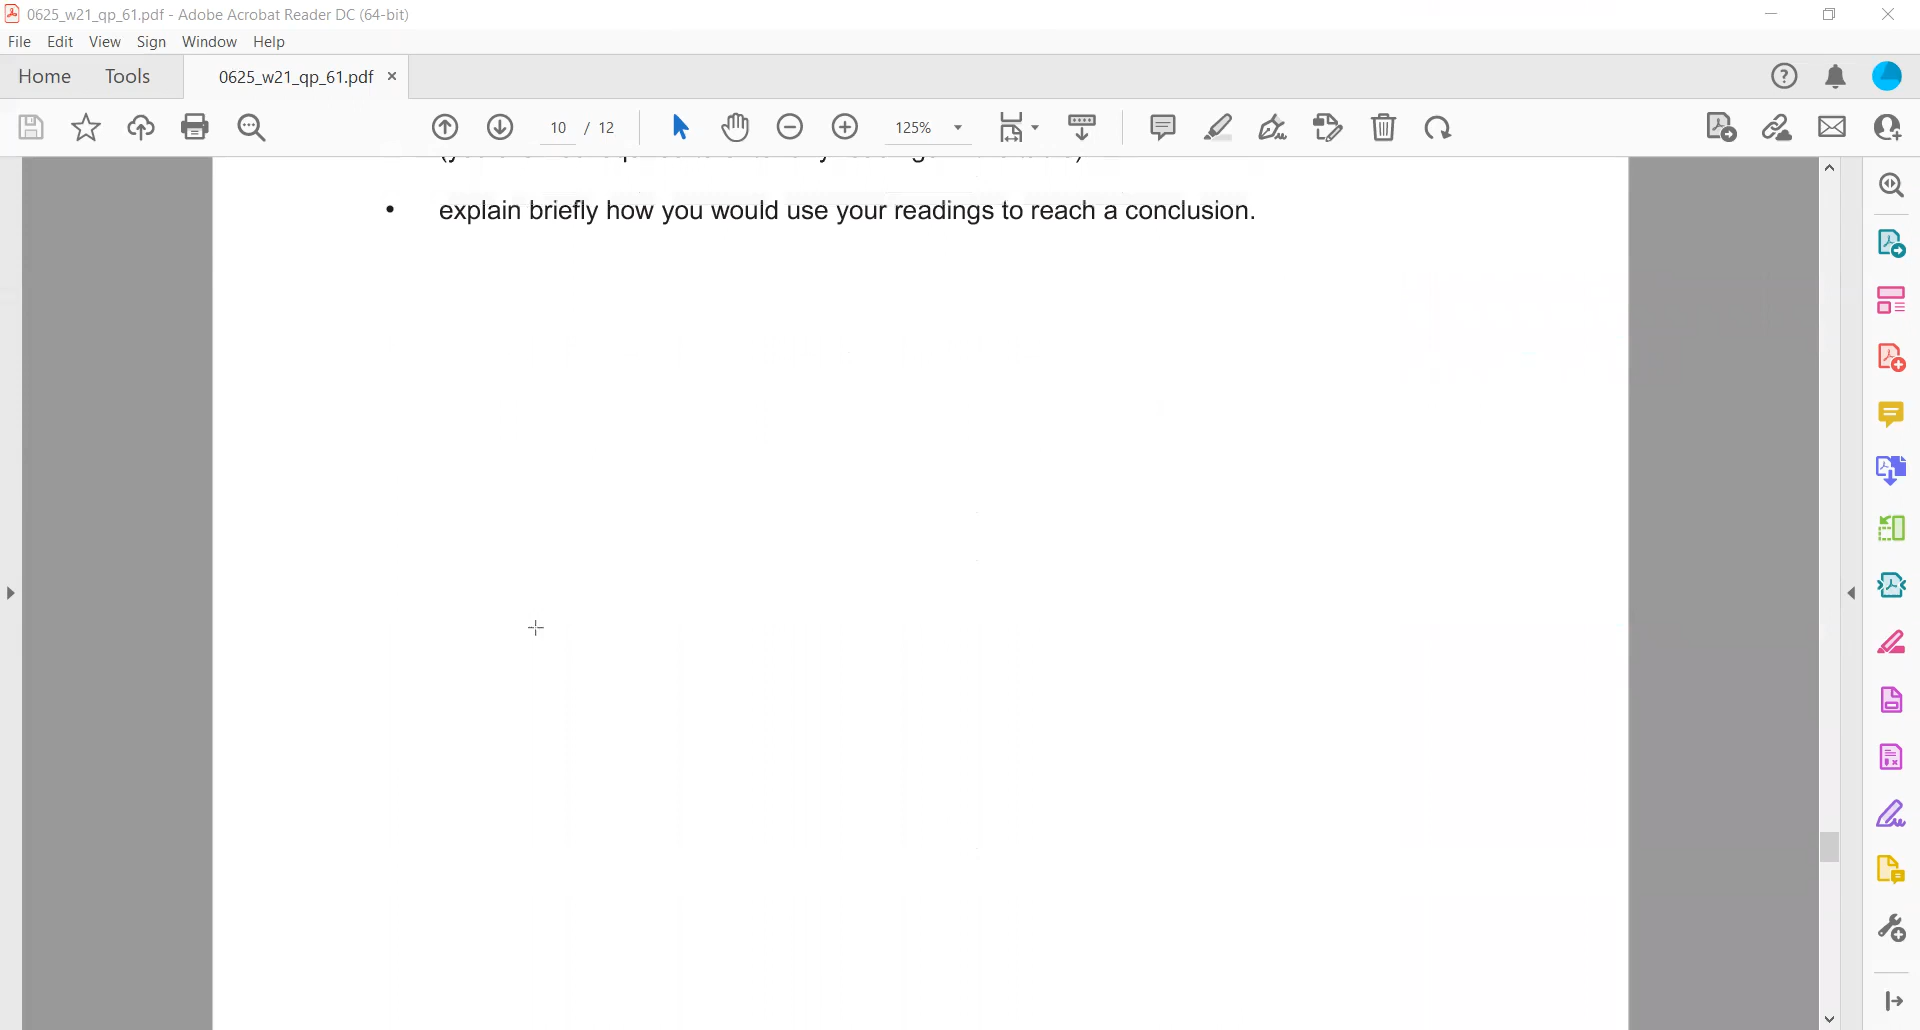 0625_w21_qp_61.pdf - Adobe Acrobat Reader DC (64-bit)
File Edit View Sign Window Help
Home Tools 0625_w21_qp_61.pdf ×
10 / 12 125%
• explain briefly how you would use your readings to reach a conclusion.